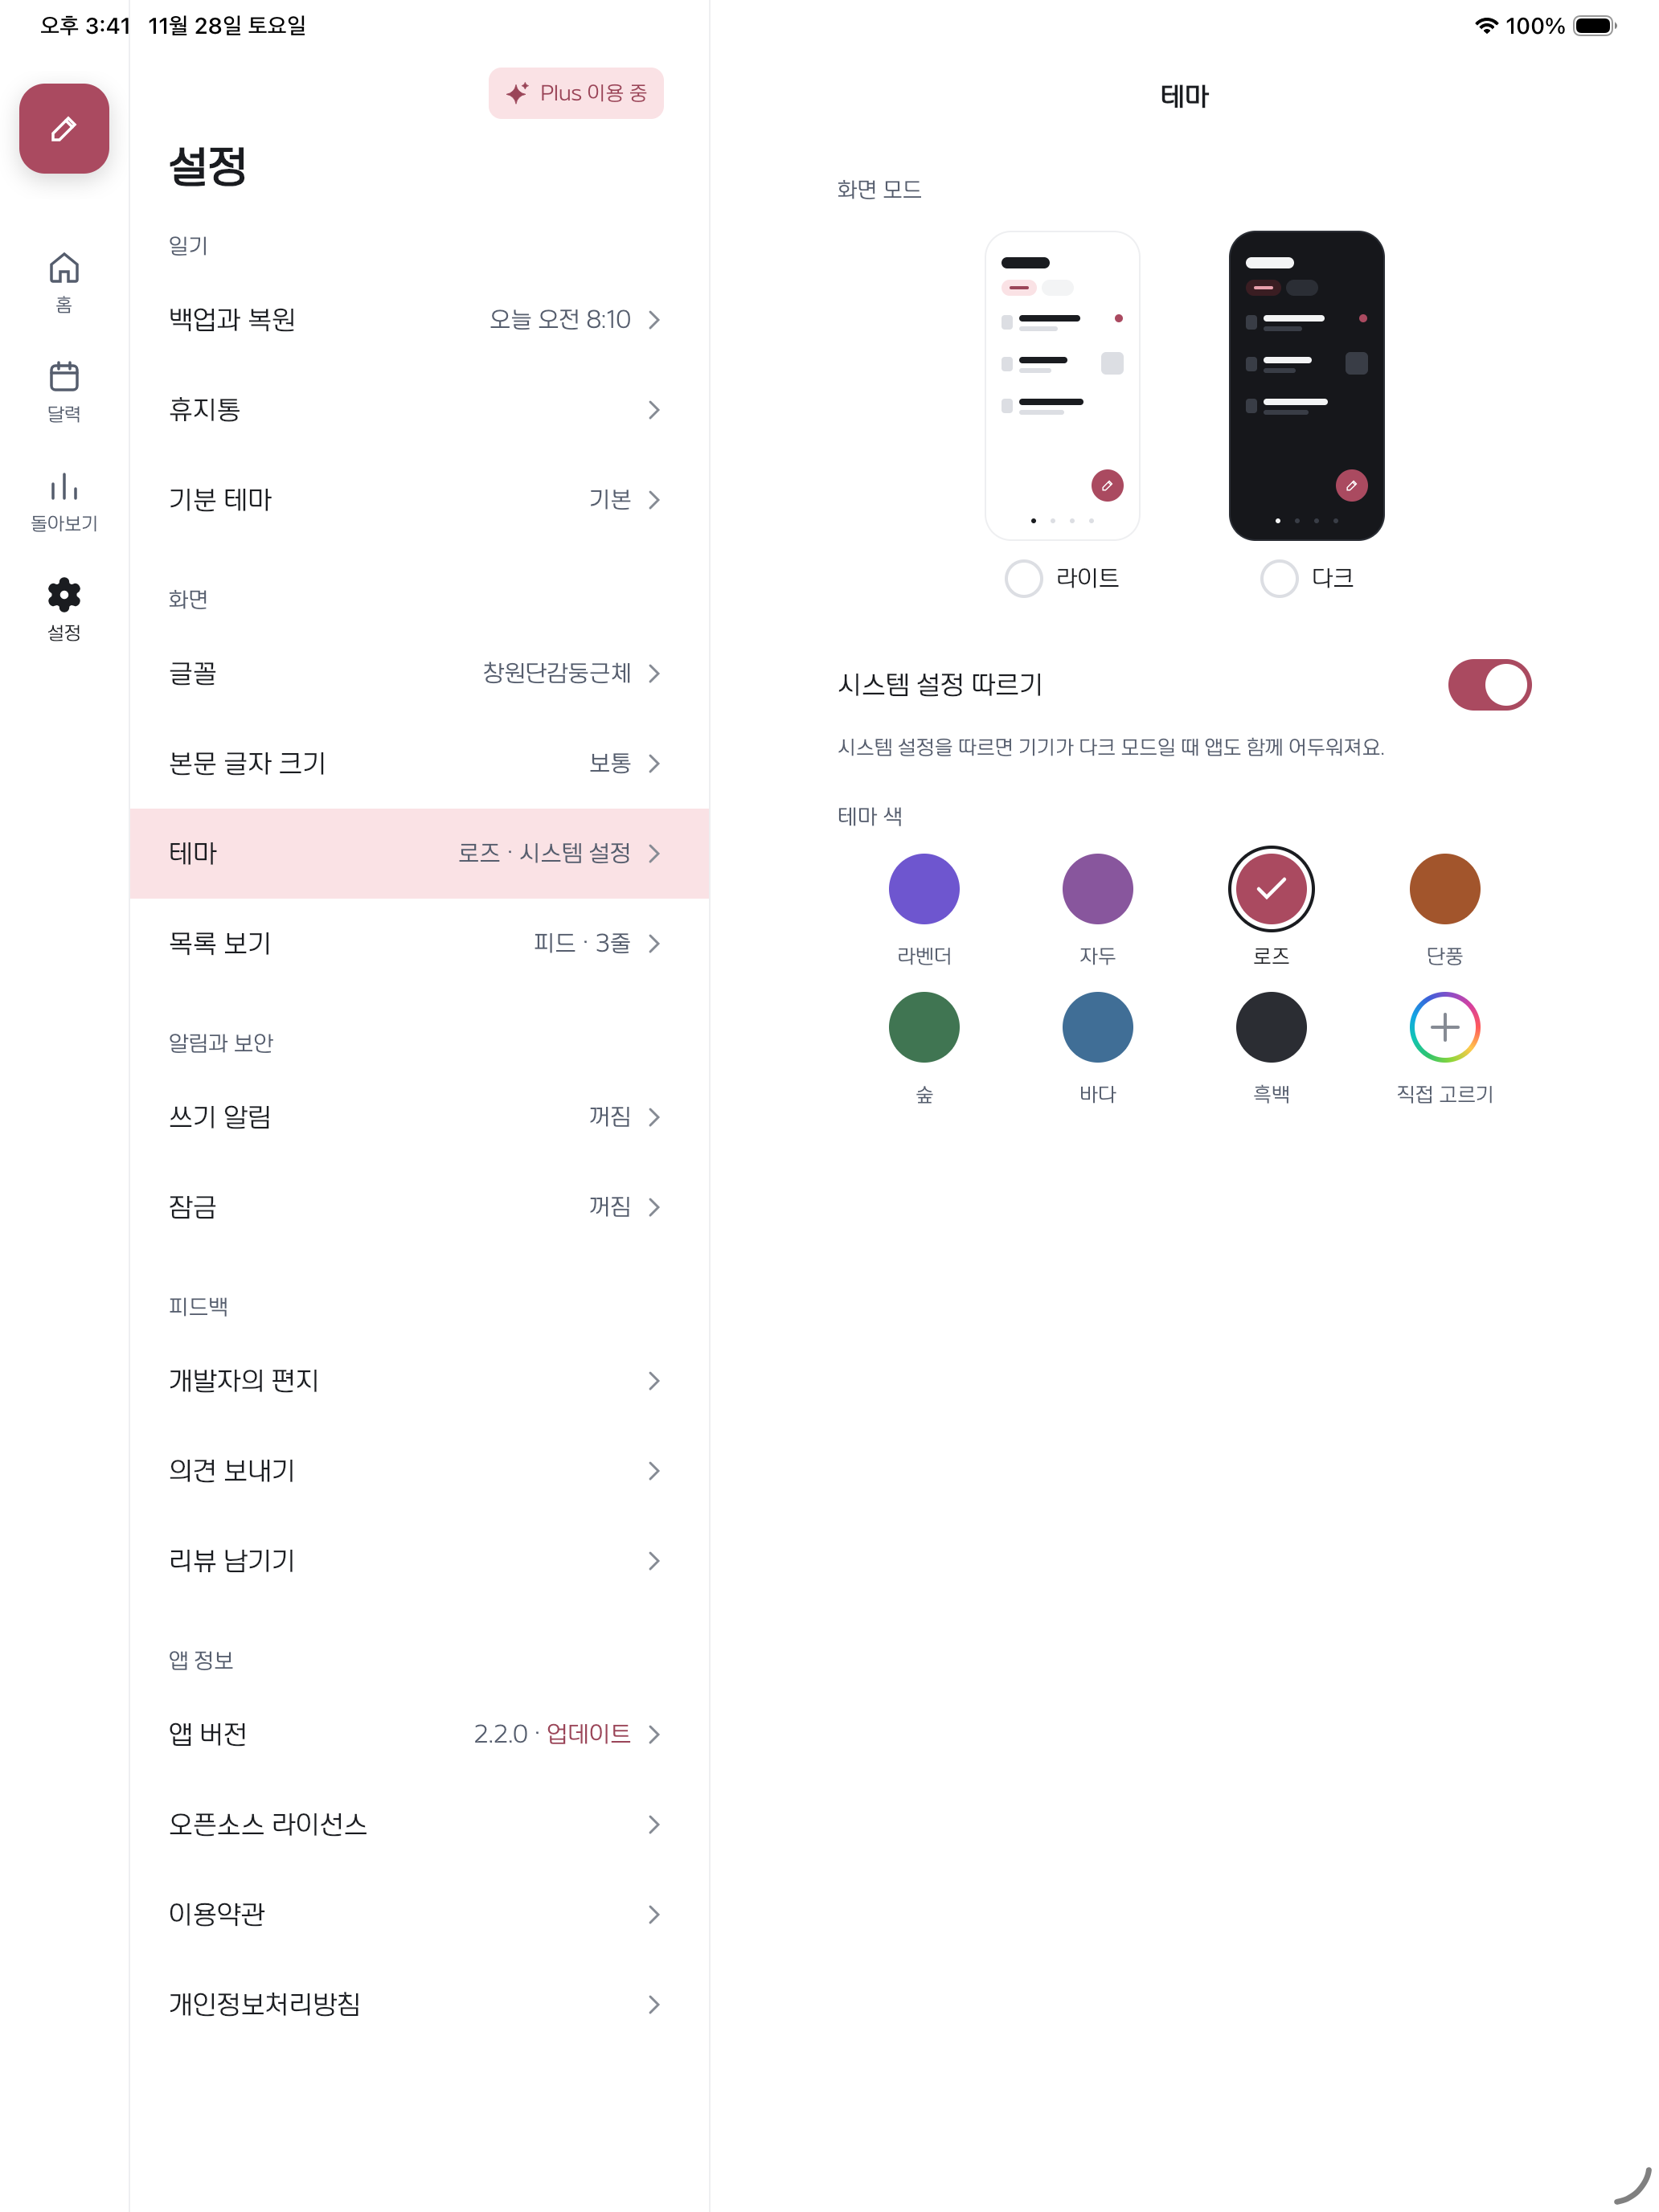 오후 3:41 11월 28일 토요일
100%
홈
달력
돌아보기
설정
Plus 이용 중
설정
일기
백업과 복원 오늘 오전 8:10
휴지통
기분 테마 기본
화면
글꼴 창원단감둥근체
본문 글자 크기 보통
테마 로즈 · 시스템 설정
목록 보기 피드 · 3줄
알림과 보안
쓰기 알림 꺼짐
잠금 꺼짐
피드백
개발자의 편지
의견 보내기
리뷰 남기기
앱 정보
앱 버전 2.2.0 · 업데이트
오픈소스 라이선스
이용약관
개인정보처리방침
테마
화면 모드
라이트 다크
시스템 설정 따르기
시스템 설정을 따르면 기기가 다크 모드일 때 앱도 함께 어두워져요.
테마 색
라벤더 자두 로즈 단풍
숲 바다 흑백 직접 고르기